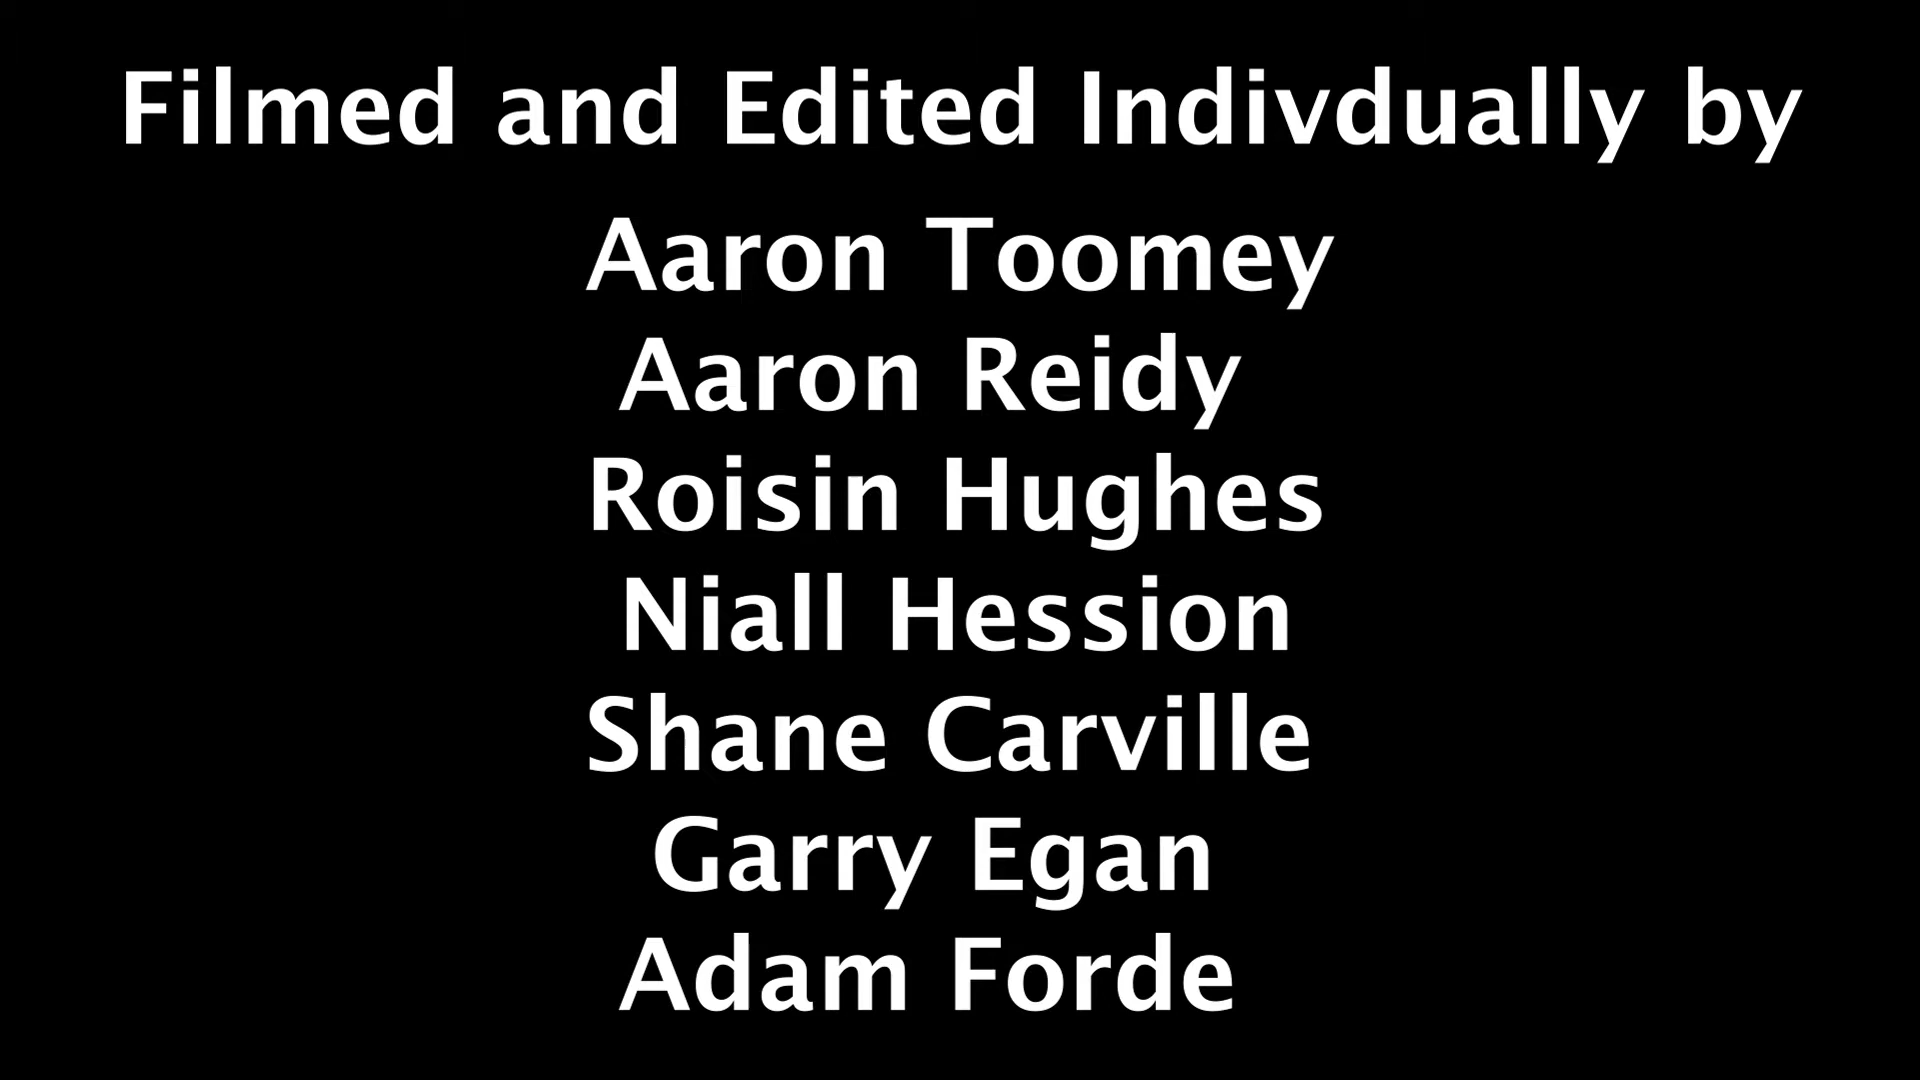 Filmed and Edited Indivdually by
Aaron Toomey
Aaron Reidy
Roisin Hughes
Niall Hession
Shane Carville
Garry Egan
Adam Forde